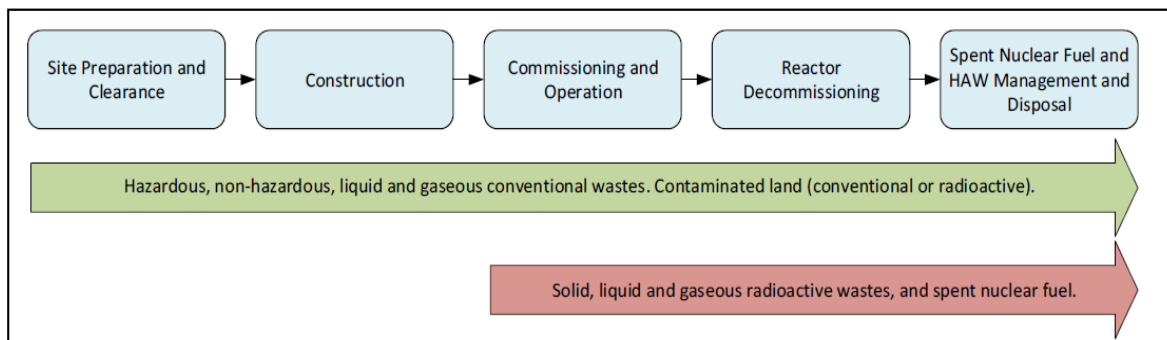 Site Preparation and
Clearance
Construction
Commissioning and
Operation
Reactor
Decommissioning
Spent Nuclear Fuel and
HAW Management and
Disposal
Hazardous, non-hazardous, liquid and gaseous conventional wastes. Contaminated land (conventional or radioactive).
Solid, liquid and gaseous radioactive wastes, and spent nuclear fuel.